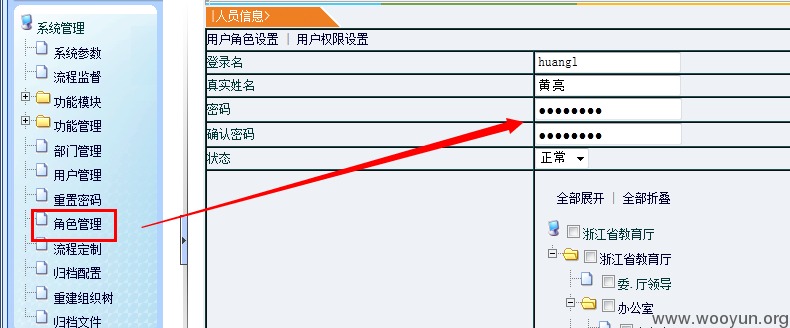 系统管理
系统参数
流程监督
功能模块
功能管理
部门管理
用户管理
重置密码
角色管理
流程定制
归档配置
重建组织树
归档文件
|人员信息>
用户角色设置 | 用户权限设置
登录名 huangl
真实姓名 黄亮
密码 ●●●●●●●●
确认密码 ●●●●●●●●
状态 正常
全部展开 | 全部折叠
浙江省教育厅
浙江省教育厅
委.厅领导
办公室
www.wooyun.org